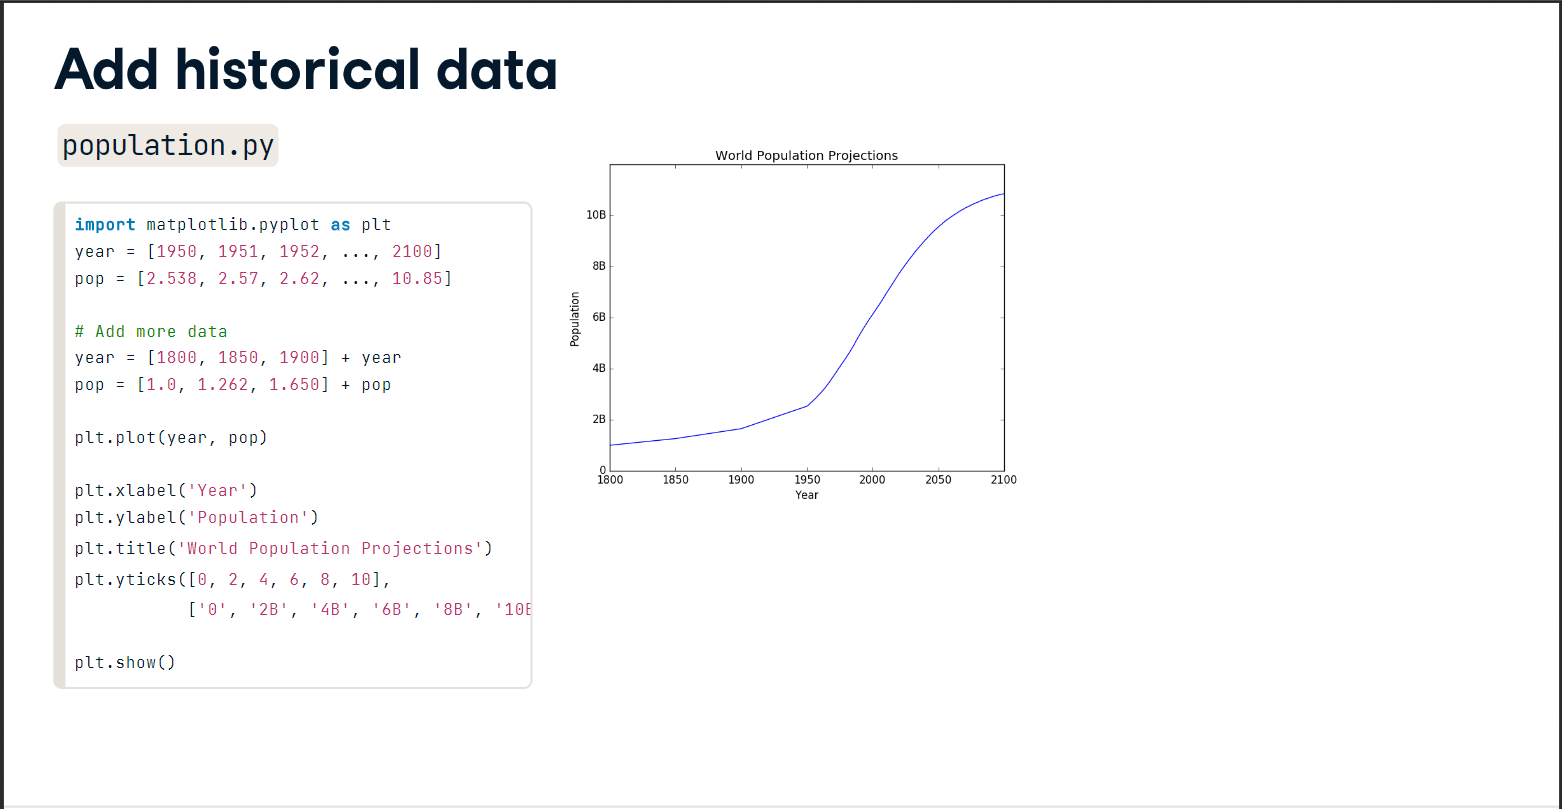 Add historical data
population.py
import matplotlib.pyplot as plt
year = [1950, 1951, 1952, ..., 2100]
pop = [2.538, 2.57, 2.62, ..., 10.85]
# Add more data
year = [1800, 1850, 1900] + year
pop = [1.0, 1.262, 1.650] + pop
plt.plot(year, pop)
plt.xlabel('Year')
plt.ylabel('Population')
plt.title('World Population Projections')
plt.yticks([0, 2, 4, 6, 8, 10],
['0', '2B', '4B', '6B', '8B', '10B
plt.show()
World Population Projections
10B
8B
6B
4B
2B
0
Population
1800 1850 1900 1950 2000 2050 2100
Year